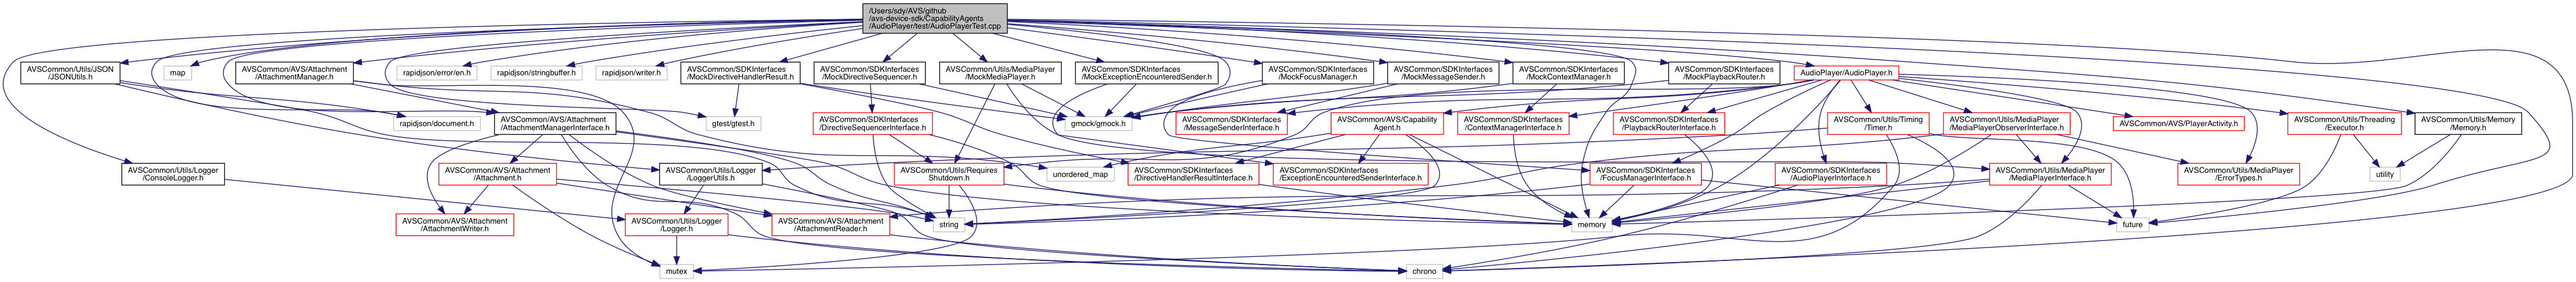 /Users/sdy/AVS/github
/avs-device-sdk/CapabilityAgents
/AudioPlayer/test/AudioPlayerTest.cpp
AVSCommon/Utils/JSON
/JSONUtils.h
map
AVSCommon/AVS/Attachment
/AttachmentManager.h
rapidjson/error/en.h
rapidjson/stringbuffer.h
rapidjson/writer.h
AVSCommon/SDKInterfaces
/MockDirectiveHandlerResult.h
AVSCommon/SDKInterfaces
/MockDirectiveSequencer.h
AVSCommon/Utils/MediaPlayer
/MockMediaPlayer.h
AVSCommon/SDKInterfaces
/MockExceptionEncounteredSender.h
AVSCommon/SDKInterfaces
/MockFocusManager.h
AVSCommon/SDKInterfaces
/MockMessageSender.h
AVSCommon/SDKInterfaces
/MockContextManager.h
AVSCommon/SDKInterfaces
/MockPlaybackRouter.h
AudioPlayer/AudioPlayer.h
rapidjson/document.h
AVSCommon/AVS/Attachment
/AttachmentManagerInterface.h
gtest/gtest.h
AVSCommon/SDKInterfaces
/DirectiveSequencerInterface.h
gmock/gmock.h
AVSCommon/SDKInterfaces
/MessageSenderInterface.h
AVSCommon/AVS/Capability
Agent.h
AVSCommon/SDKInterfaces
/ContextManagerInterface.h
AVSCommon/SDKInterfaces
/PlaybackRouterInterface.h
AVSCommon/Utils/Timing
/Timer.h
AVSCommon/Utils/MediaPlayer
/MediaPlayerObserverInterface.h
AVSCommon/AVS/PlayerActivity.h
AVSCommon/Utils/Threading
/Executor.h
AVSCommon/Utils/Memory
/Memory.h
AVSCommon/Utils/Logger
/ConsoleLogger.h
AVSCommon/AVS/Attachment
/Attachment.h
AVSCommon/Utils/Logger
/LoggerUtils.h
AVSCommon/Utils/Requires
Shutdown.h
unordered_map
AVSCommon/SDKInterfaces
/DirectiveHandlerResultInterface.h
AVSCommon/SDKInterfaces
/ExceptionEncounteredSenderInterface.h
AVSCommon/SDKInterfaces
/FocusManagerInterface.h
AVSCommon/SDKInterfaces
/AudioPlayerInterface.h
AVSCommon/Utils/MediaPlayer
/MediaPlayerInterface.h
AVSCommon/Utils/MediaPlayer
/ErrorTypes.h
utility
AVSCommon/AVS/Attachment
/AttachmentWriter.h
AVSCommon/Utils/Logger
/Logger.h
AVSCommon/AVS/Attachment
/AttachmentReader.h
string
memory
future
mutex
chrono